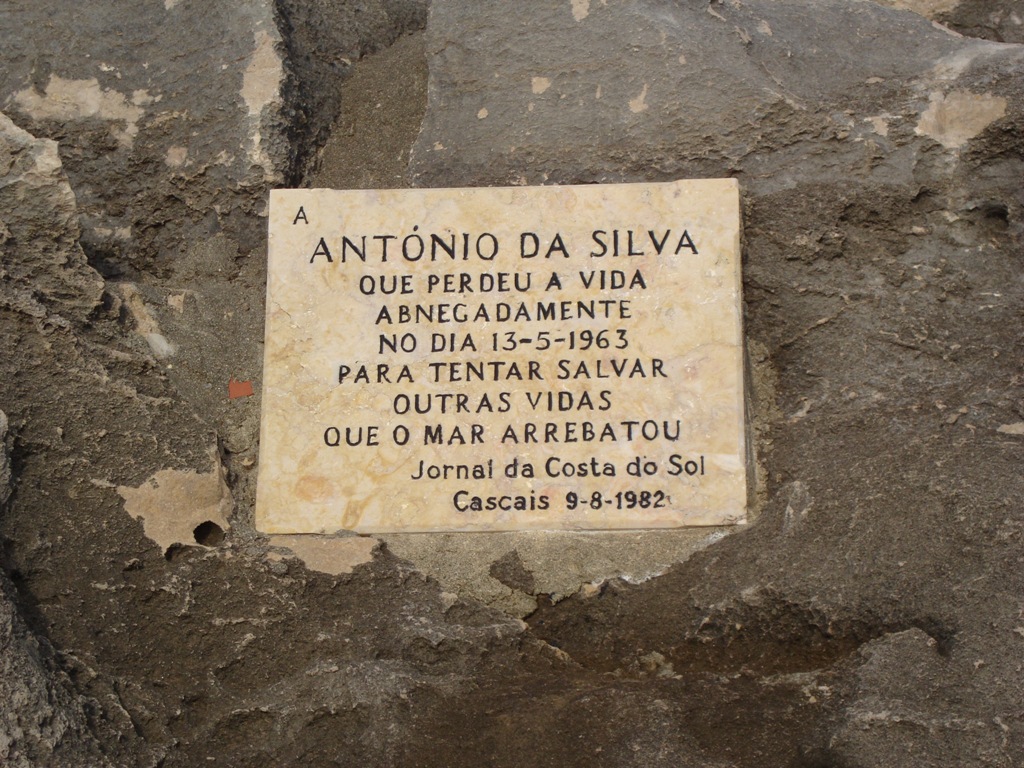 A
ANTÓNIO DA SILVA
QUE PERDEU A VIDA
ABNEGADAMENTE
NO DIA 13-5-1963
PARA TENTAR SALVAR
OUTRAS VIDAS
QUE O MAR ARREBATOU
Jornal da Costa do Sol
Cascais 9-8-1982